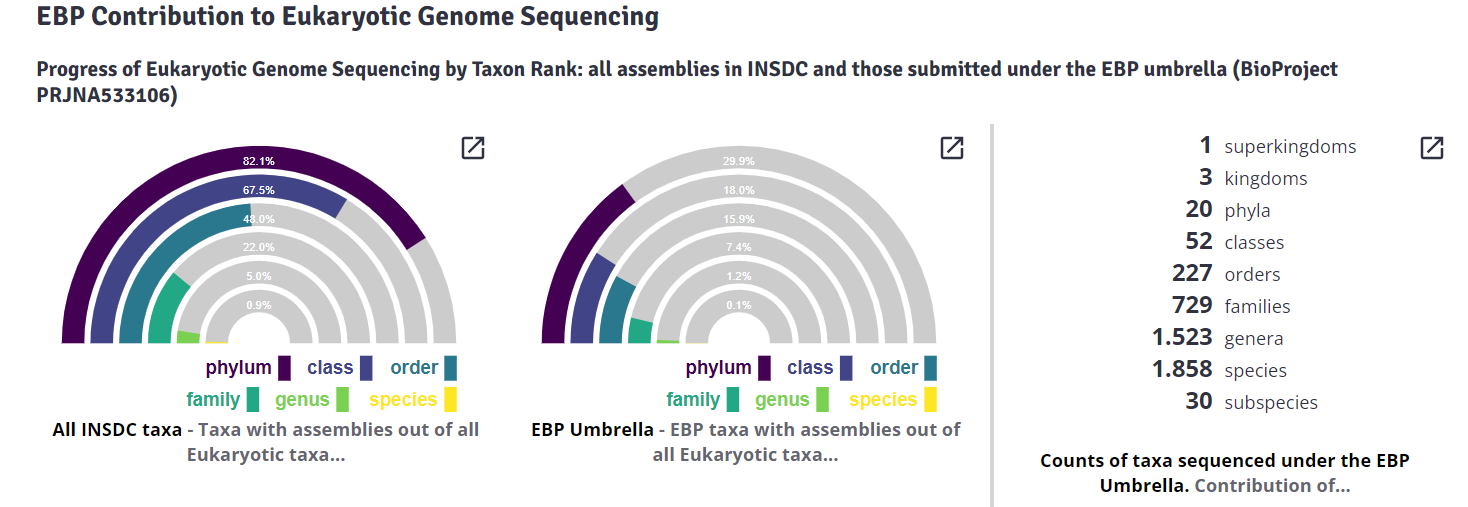 EBP Contribution to Eukaryotic Genome Sequencing
Progress of Eukaryotic Genome Sequencing by Taxon Rank: all assemblies in INSDC and those submitted under the EBP umbrella (BioProject
PRJNA533106)
82.1%
67.5%
48.0%
22.0%
5.0%
0.9%
phylum class order
family genus species
All INSDC taxa - Taxa with assemblies out of all
Eukaryotic taxa...
29.9%
18.0%
15.9%
7.4%
1.2%
0.1%
phylum class order
family genus species
EBP Umbrella - EBP taxa with assemblies out of
all Eukaryotic taxa...
1 superkingdoms
3 kingdoms
20 phyla
52 classes
227 orders
729 families
1.523 genera
1.858 species
30 subspecies
Counts of taxa sequenced under the EBP
Umbrella. Contribution of...